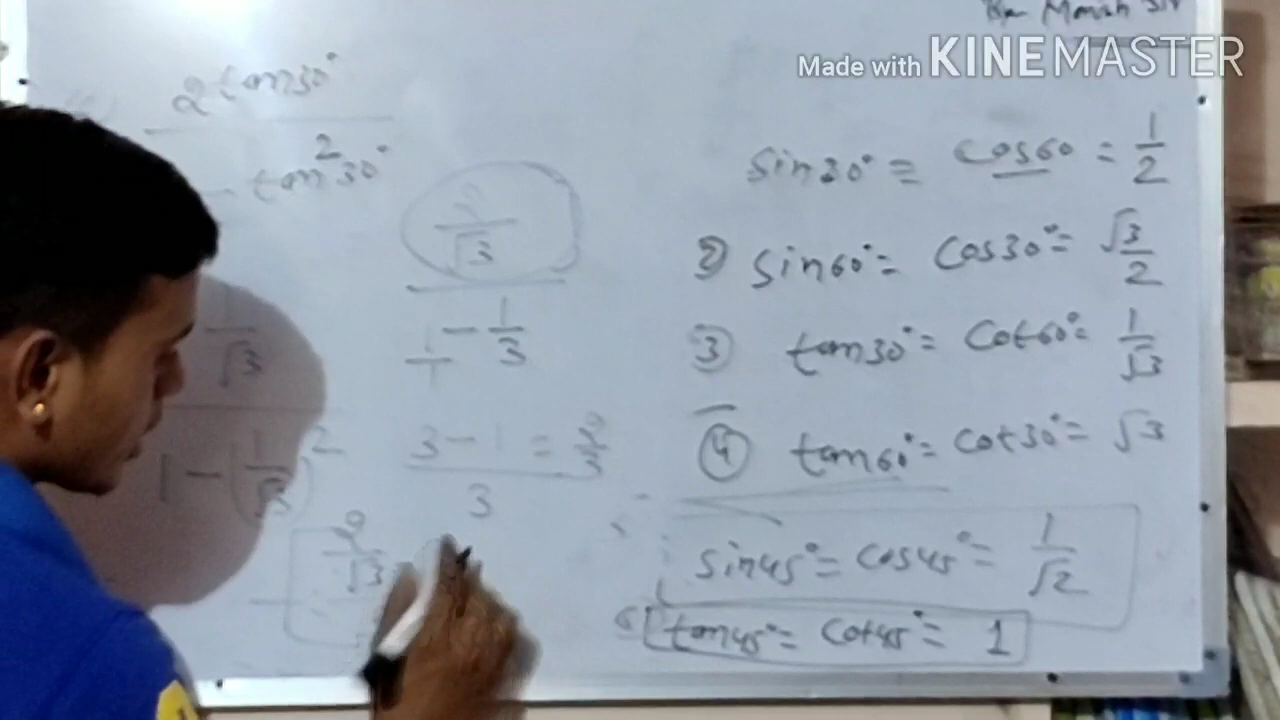 Made with KINEMASTER
2 tan30°
- tan²30°
2/√3
1/1 - 1/3
1/√3
1-(1/√3)²
3-1 = 2/3
3
2/√3
sin30° = cos60 = 1/2
2) sin60° = cos30° = √3/2
③ tan30° = cot60° = 1/√3
④ tan60° = cot30° = √3
sin45° = cos45° = 1/√2
tan45° = cot45° = 1